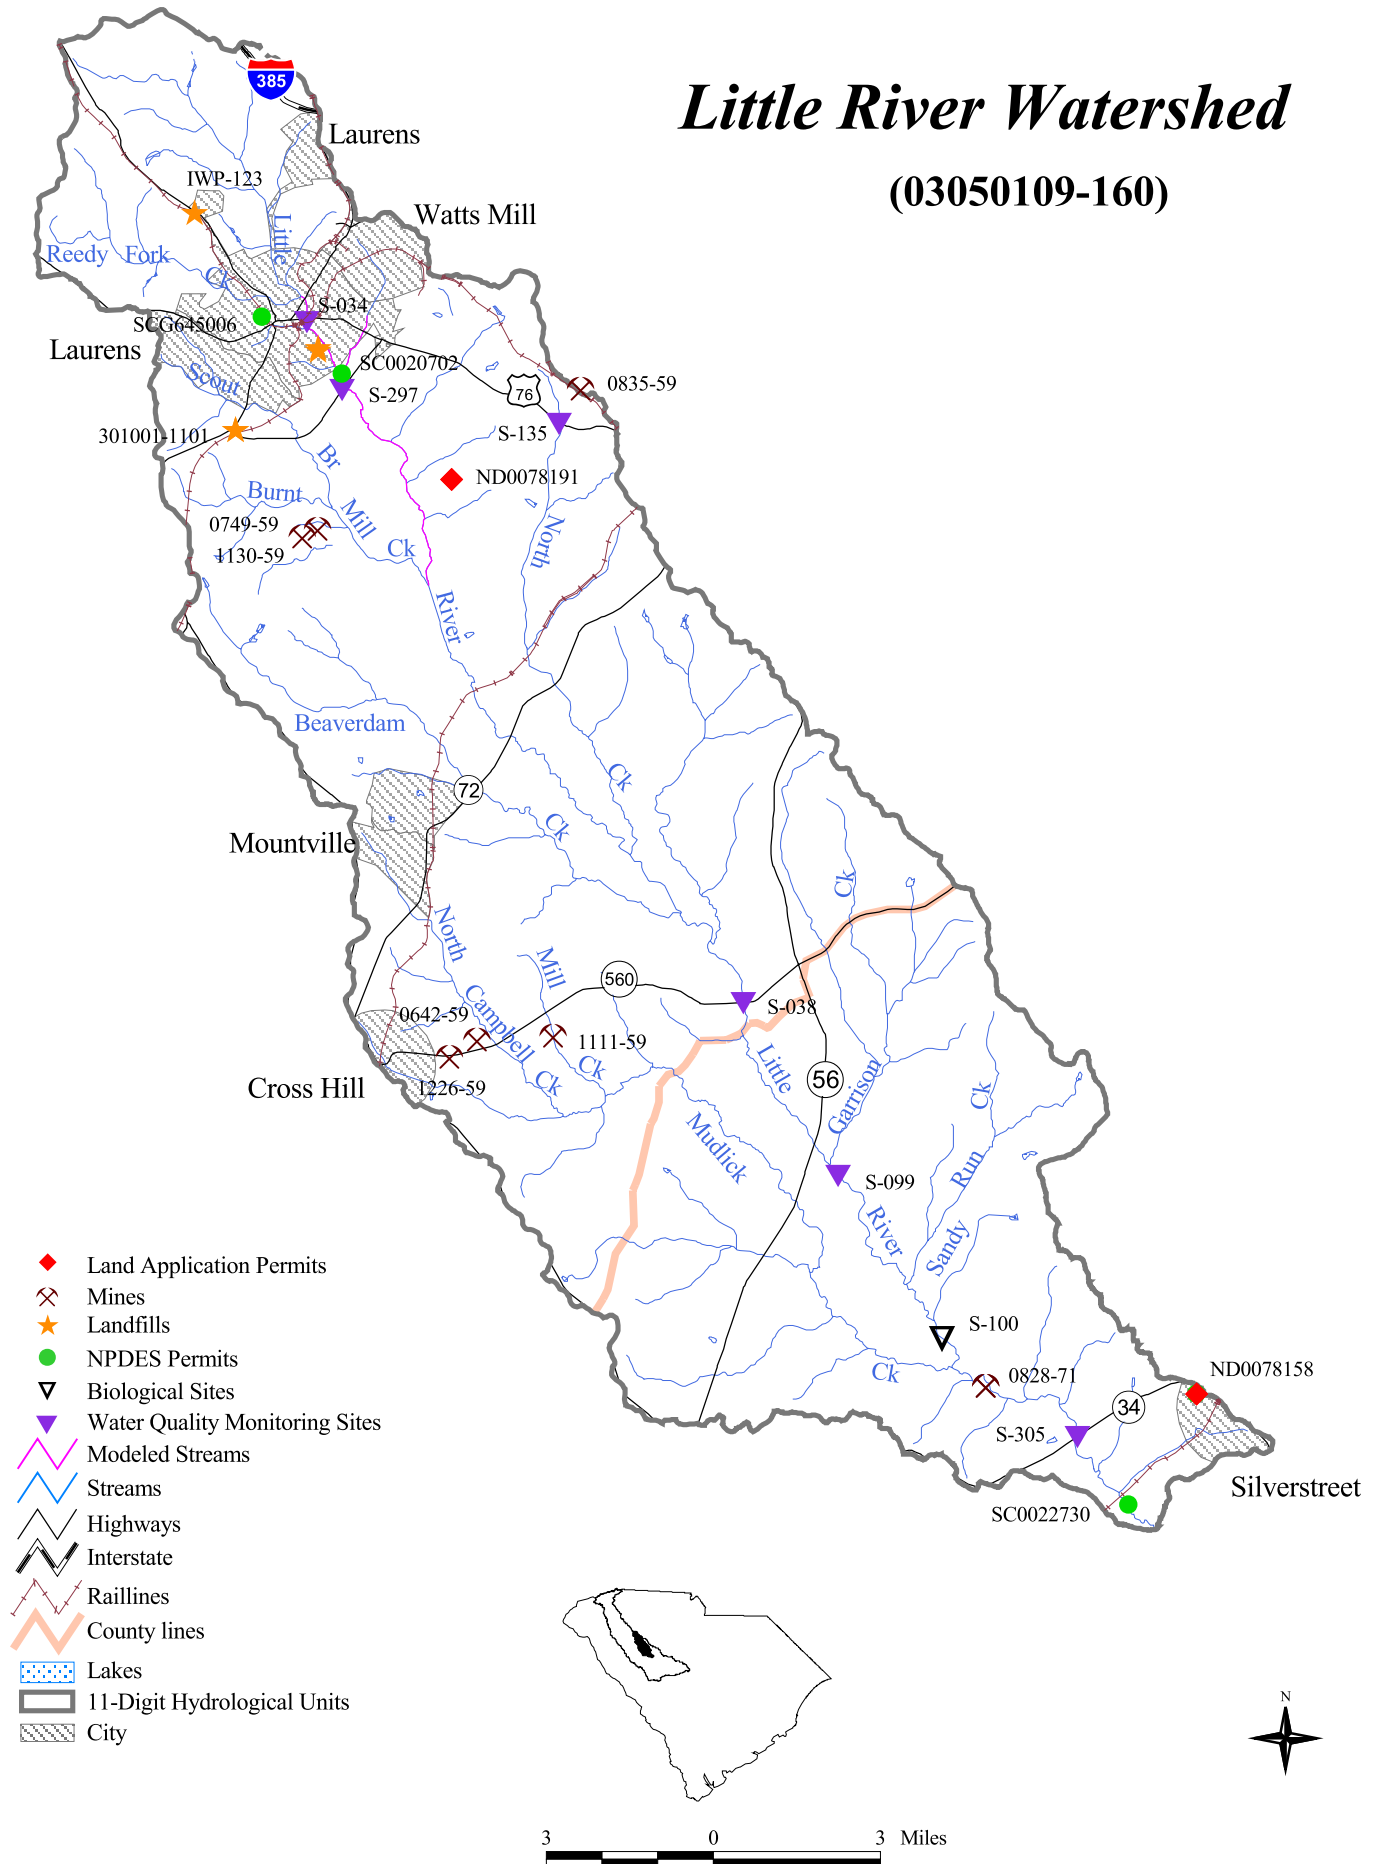 Little River Watershed
(03050109-160)
385
Laurens
IWP-123
Watts Mill
Little
Reedy Fork
Ck
S-034
SCG645006
Laurens
SC0020702
Scout
S-297
76
0835-59
S-135
301001-1101
Br
ND0078191
Burnt
Mill
0749-59
North
1130-59
Ck
River
Beaverdam
Ck
72
Ck
Mountville
Ck
North
Mill
560
Campbell
0642-59
S-038
1111-59
Little
Ck
56
Cross Hill
1226-59
Ck
Garrison
Ck
Mudlick
Run
S-099
River
Sandy
S-100
Ck
0828-71
ND0078158
34
S-305
Silverstreet
SC0022730
Land Application Permits
Mines
Landfills
NPDES Permits
Biological Sites
Water Quality Monitoring Sites
Modeled Streams
Streams
Highways
Interstate
Raillines
County lines
Lakes
11-Digit Hydrological Units
City
N
3 0 3 Miles